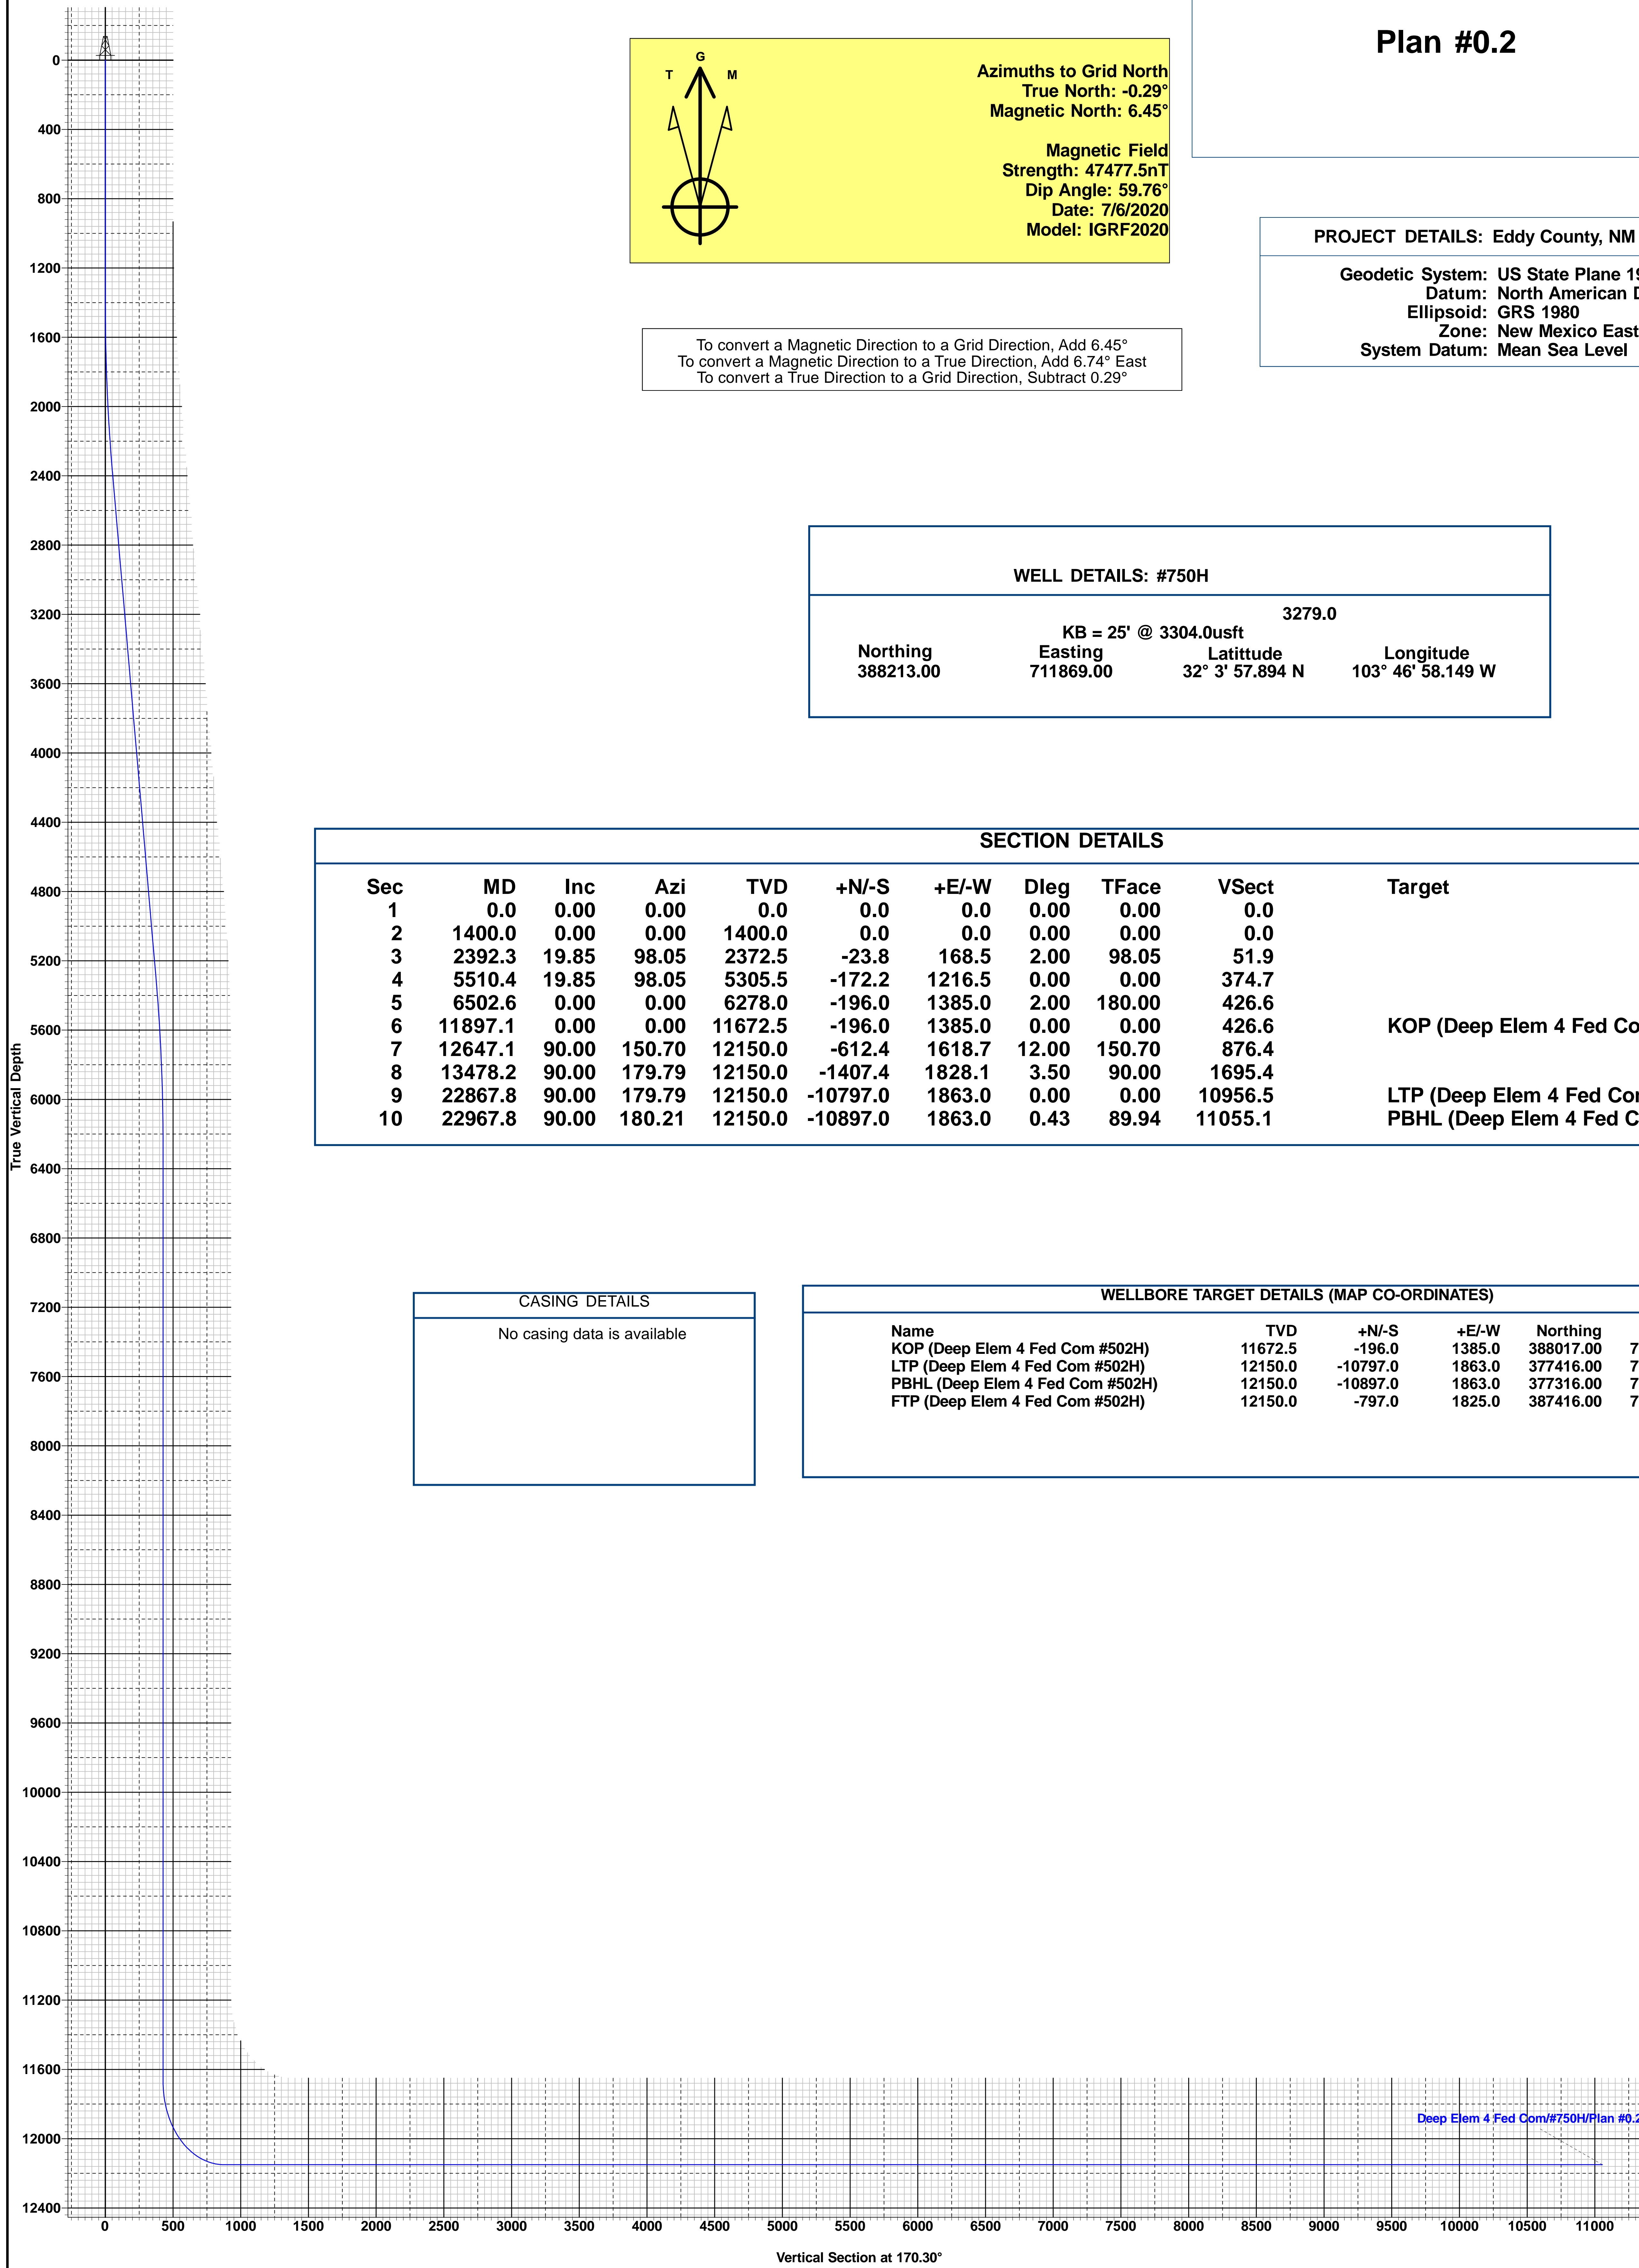 Plan #0.2
G
T M
Azimuths to Grid North
True North: -0.29°
Magnetic North: 6.45°
Magnetic Field
Strength: 47477.5nT
Dip Angle: 59.76°
Date: 7/6/2020
Model: IGRF2020
To convert a Magnetic Direction to a Grid Direction, Add 6.45°
To convert a Magnetic Direction to a True Direction, Add 6.74° East
To convert a True Direction to a Grid Direction, Subtract 0.29°
PROJECT DETAILS: Eddy County, NM
Geodetic System: US State Plane
Datum: North American
Ellipsoid: GRS 1980
Zone: New Mexico East
System Datum: Mean Sea Level
WELL DETAILS: #750H
3279.0
KB = 25' @ 3304.0usft
Northing Easting Latittude Longitude
388213.00 711869.00 32° 3' 57.894 N 103° 46' 58.149 W
SECTION DETAILS
Sec MD Inc Azi TVD +N/-S +E/-W Dleg TFace VSect Target
1 0.0 0.00 0.00 0.0 0.0 0.0 0.00 0.00 0.0
2 1400.0 0.00 0.00 1400.0 0.0 0.0 0.00 0.00 0.0
3 2392.3 19.85 98.05 2372.5 -23.8 168.5 2.00 98.05 51.9
4 5510.4 19.85 98.05 5305.5 -172.2 1216.5 0.00 0.00 374.7
5 6502.6 0.00 0.00 6278.0 -196.0 1385.0 2.00 180.00 426.6
6 11897.1 0.00 0.00 11672.5 -196.0 1385.0 0.00 0.00 426.6 KOP (Deep Elem 4 Fed
7 12647.1 90.00 150.70 12150.0 -612.4 1618.7 12.00 150.70 876.4
8 13478.2 90.00 179.79 12150.0 -1407.4 1828.1 3.50 90.00 1695.4
9 22867.8 90.00 179.79 12150.0 -10797.0 1863.0 0.00 0.00 10956.5 LTP (Deep Elem 4 Fed
10 22967.8 90.00 180.21 12150.0 -10897.0 1863.0 0.43 89.94 11055.1 PBHL (Deep Elem 4 Fed
CASING DETAILS
No casing data is available
WELLBORE TARGET DETAILS (MAP CO-ORDINATES)
Name TVD +N/-S +E/-W Northing
KOP (Deep Elem 4 Fed Com #502H) 11672.5 -196.0 1385.0 388017.00
LTP (Deep Elem 4 Fed Com #502H) 12150.0 -10797.0 1863.0 377416.00
PBHL (Deep Elem 4 Fed Com #502H) 12150.0 -10897.0 1863.0 377316.00
FTP (Deep Elem 4 Fed Com #502H) 12150.0 -797.0 1825.0 387416.00
True Vertical Depth
0
400
800
1200
1600
2000
2400
2800
3200
3600
4000
4400
4800
5200
5600
6000
6400
6800
7200
7600
8000
8400
8800
9200
9600
10000
10400
10800
11200
11600
12000
12400
Deep Elem 4 Fed Com/#750H/Plan #0.2
0 500 1000 1500 2000 2500 3000 3500 4000 4500 5000 5500 6000 6500 7000 7500 8000 8500 9000 9500 10000 10500 11000
Vertical Section at 170.30°